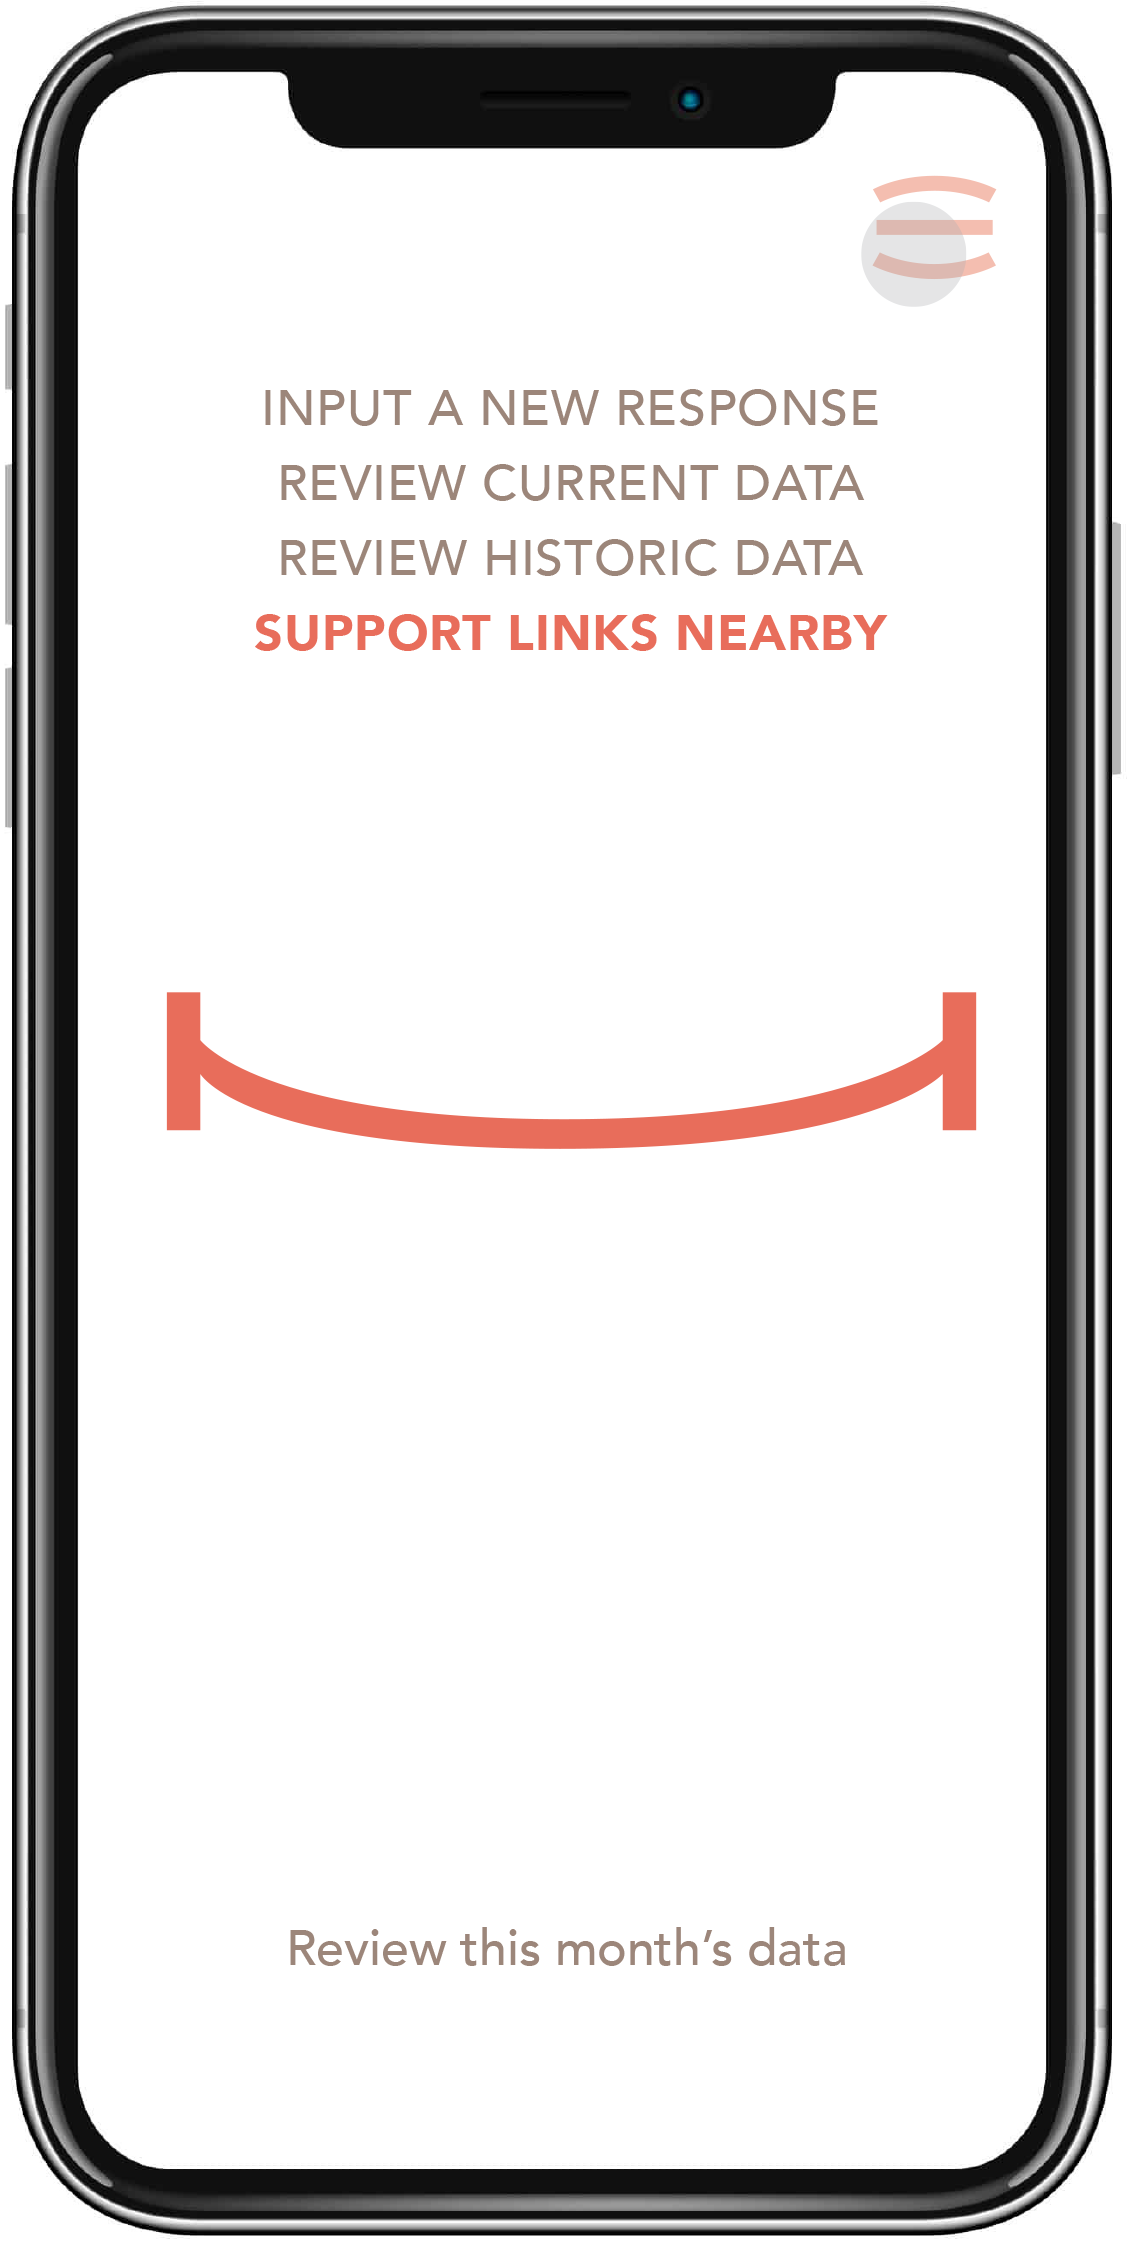 INPUT A NEW RESPONSE
REVIEW CURRENT DATA
REVIEW HISTORIC DATA
SUPPORT LINKS NEARBY
Review this month’s data